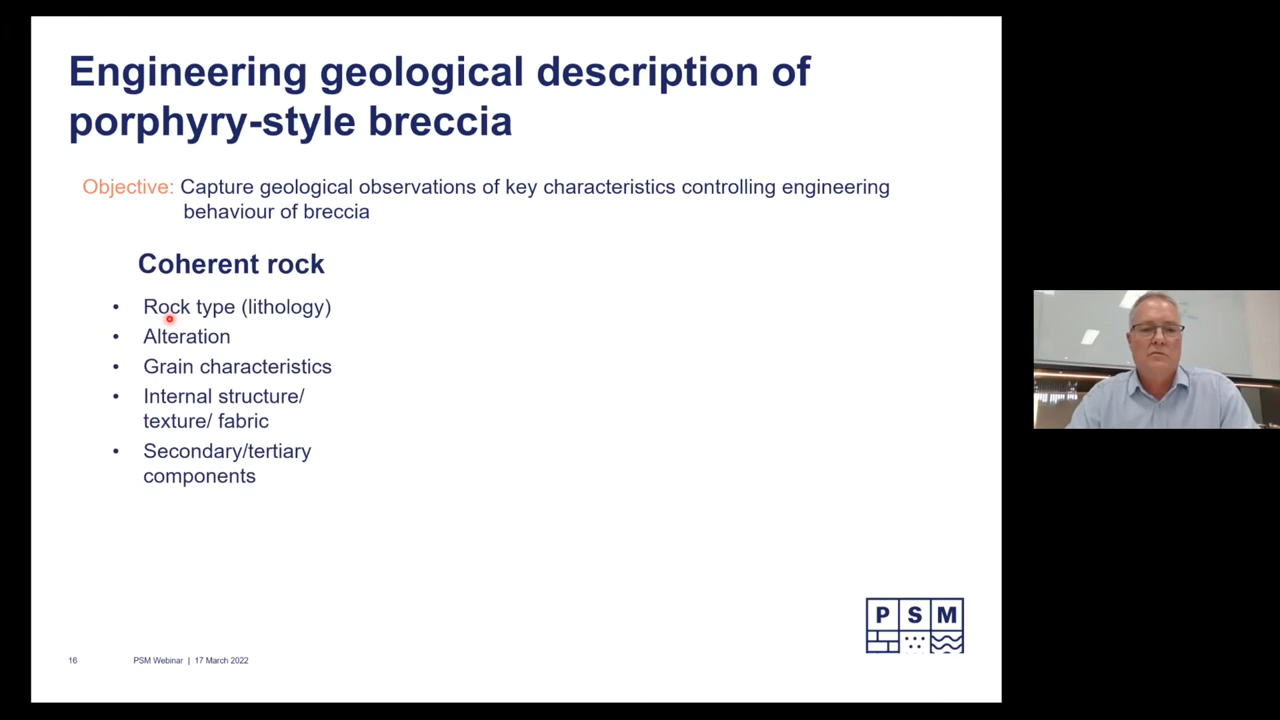 Engineering geological description of
porphyry-style breccia
Objective: Capture geological observations of key characteristics controlling engineering
behaviour of breccia
Coherent rock
• Rock type (lithology)
• Alteration
• Grain characteristics
• Internal structure/
texture/ fabric
• Secondary/tertiary
components
P S M
16 PSM Webinar | 17 March 2022